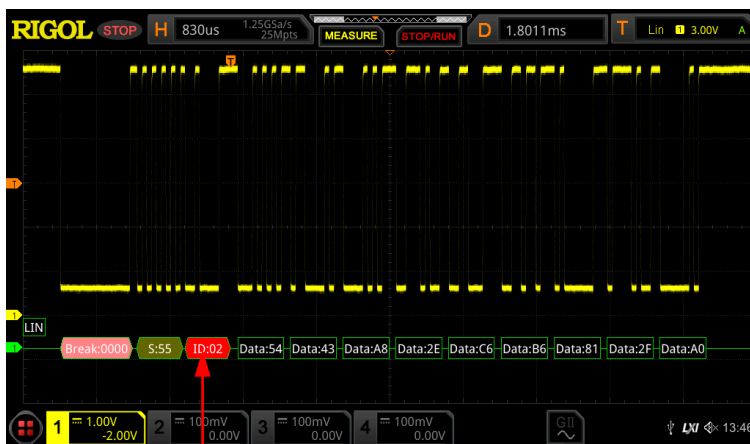 RIGOL STOP H 830us 1.25GSa/s 25Mpts MEASURE STOP/RUN D 1.8011ms T Lin 1 3.00V A
T
T
1
LIN
1 Break:0000 S:55 ID:02 Data:54 Data:43 Data:A8 Data:2E Data:C6 Data:B6 Data:81 Data:2F Data:A0
1 1.00V -2.00V 2 100mV 0.00V 3 100mV 0.00V 4 100mV 0.00V GII LXI 13:46